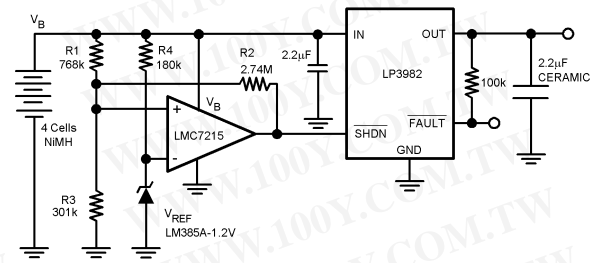 V_B
R1
768k
R4
180k
R2
2.74M
2.2µF
IN
OUT
LP3982
2.2µF
CERAMIC
100k
V_B
+
LMC7215
-
4 Cells
NiMH
SHDN
FAULT
GND
R3
301k
V_REF
LM385A-1.2V
WWW.100Y.COM.TW